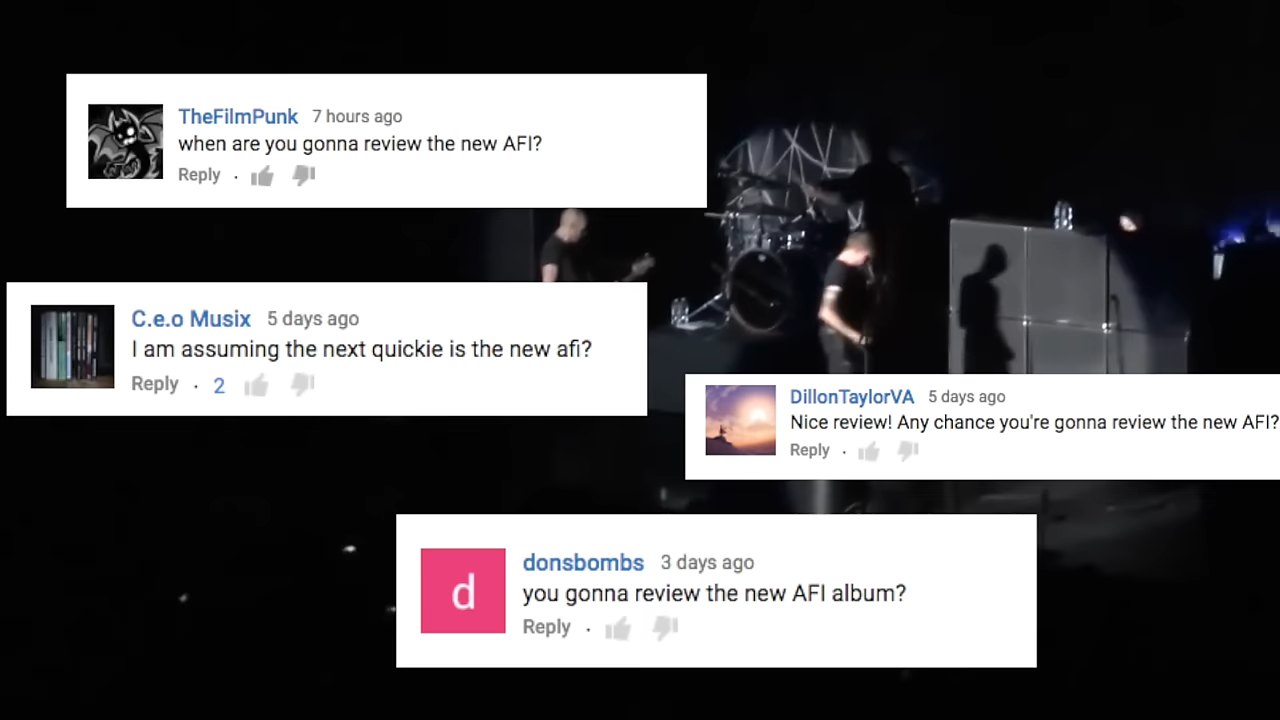 TheFilmPunk 7 hours ago
when are you gonna review the new AFI?
Reply ·
C.e.o Musix 5 days ago
I am assuming the next quickie is the new afi?
Reply · 2
DillonTaylorVA 5 days ago
Nice review! Any chance you're gonna review the new AFI?
Reply ·
d
donsbombs 3 days ago
you gonna review the new AFI album?
Reply ·